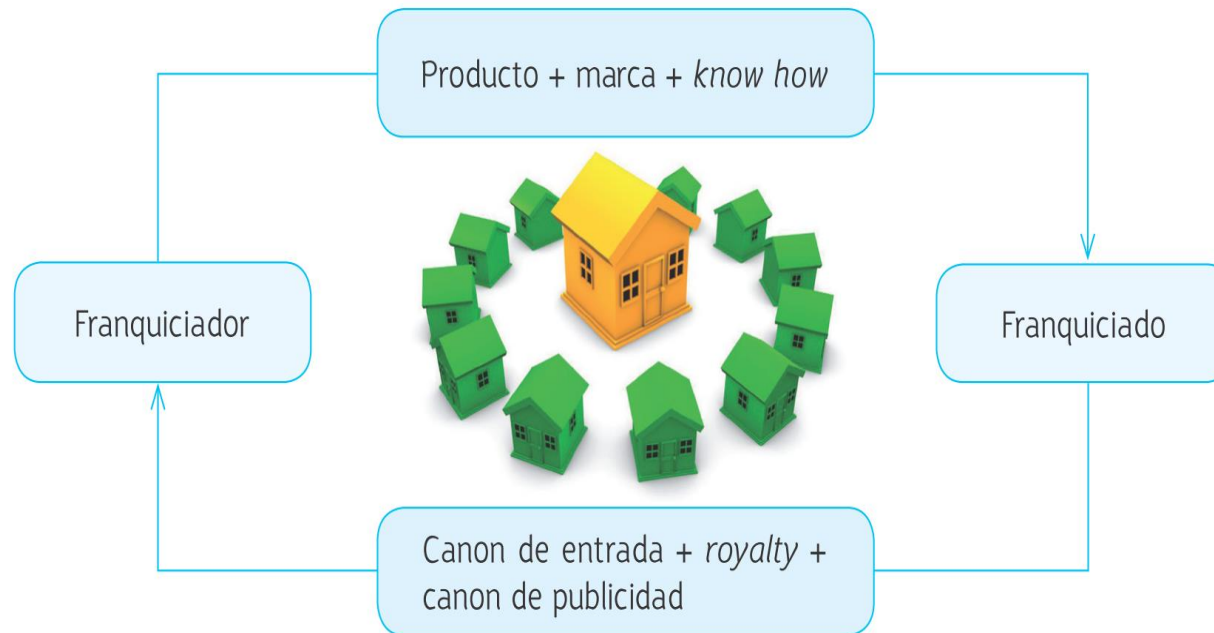 Producto + marca + know how
Franquiciador
Franquiciado
Canon de entrada + royalty +
canon de publicidad